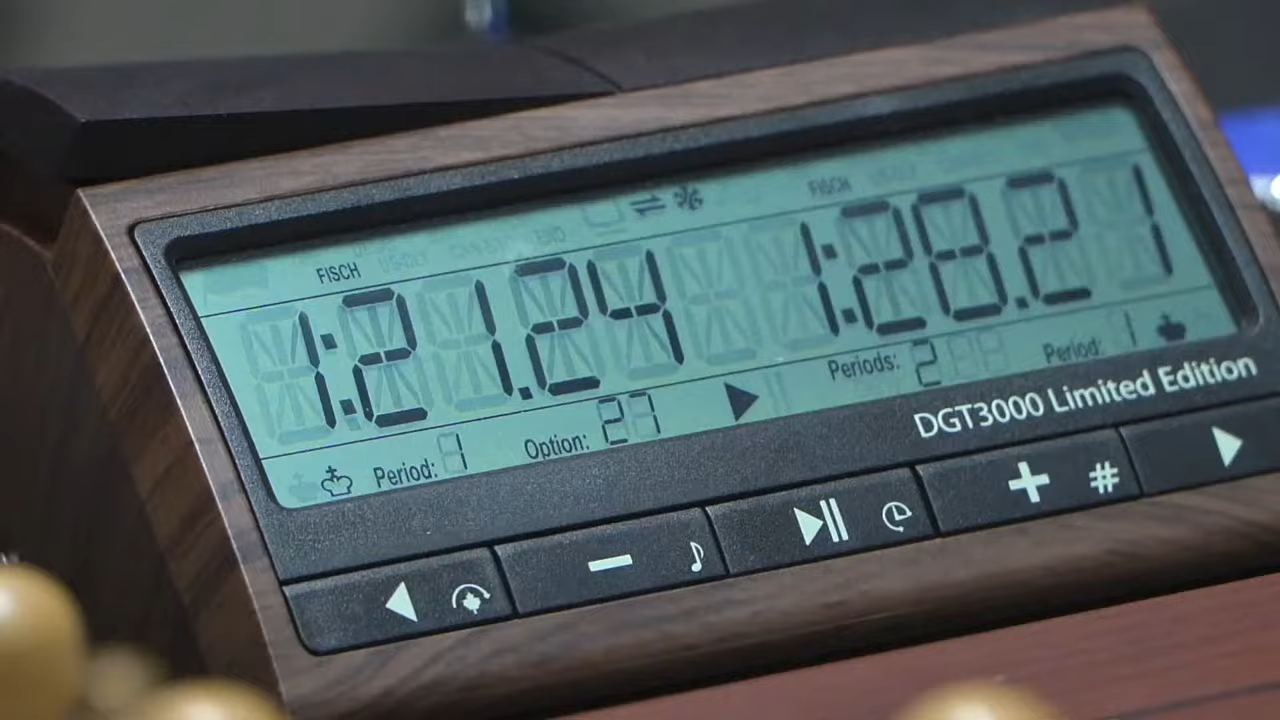 FISCH FISCH
1:21.24 1:28.21
Periods: 2 Period: 1
Period: 1 Option: 27
DGT3000 Limited Edition